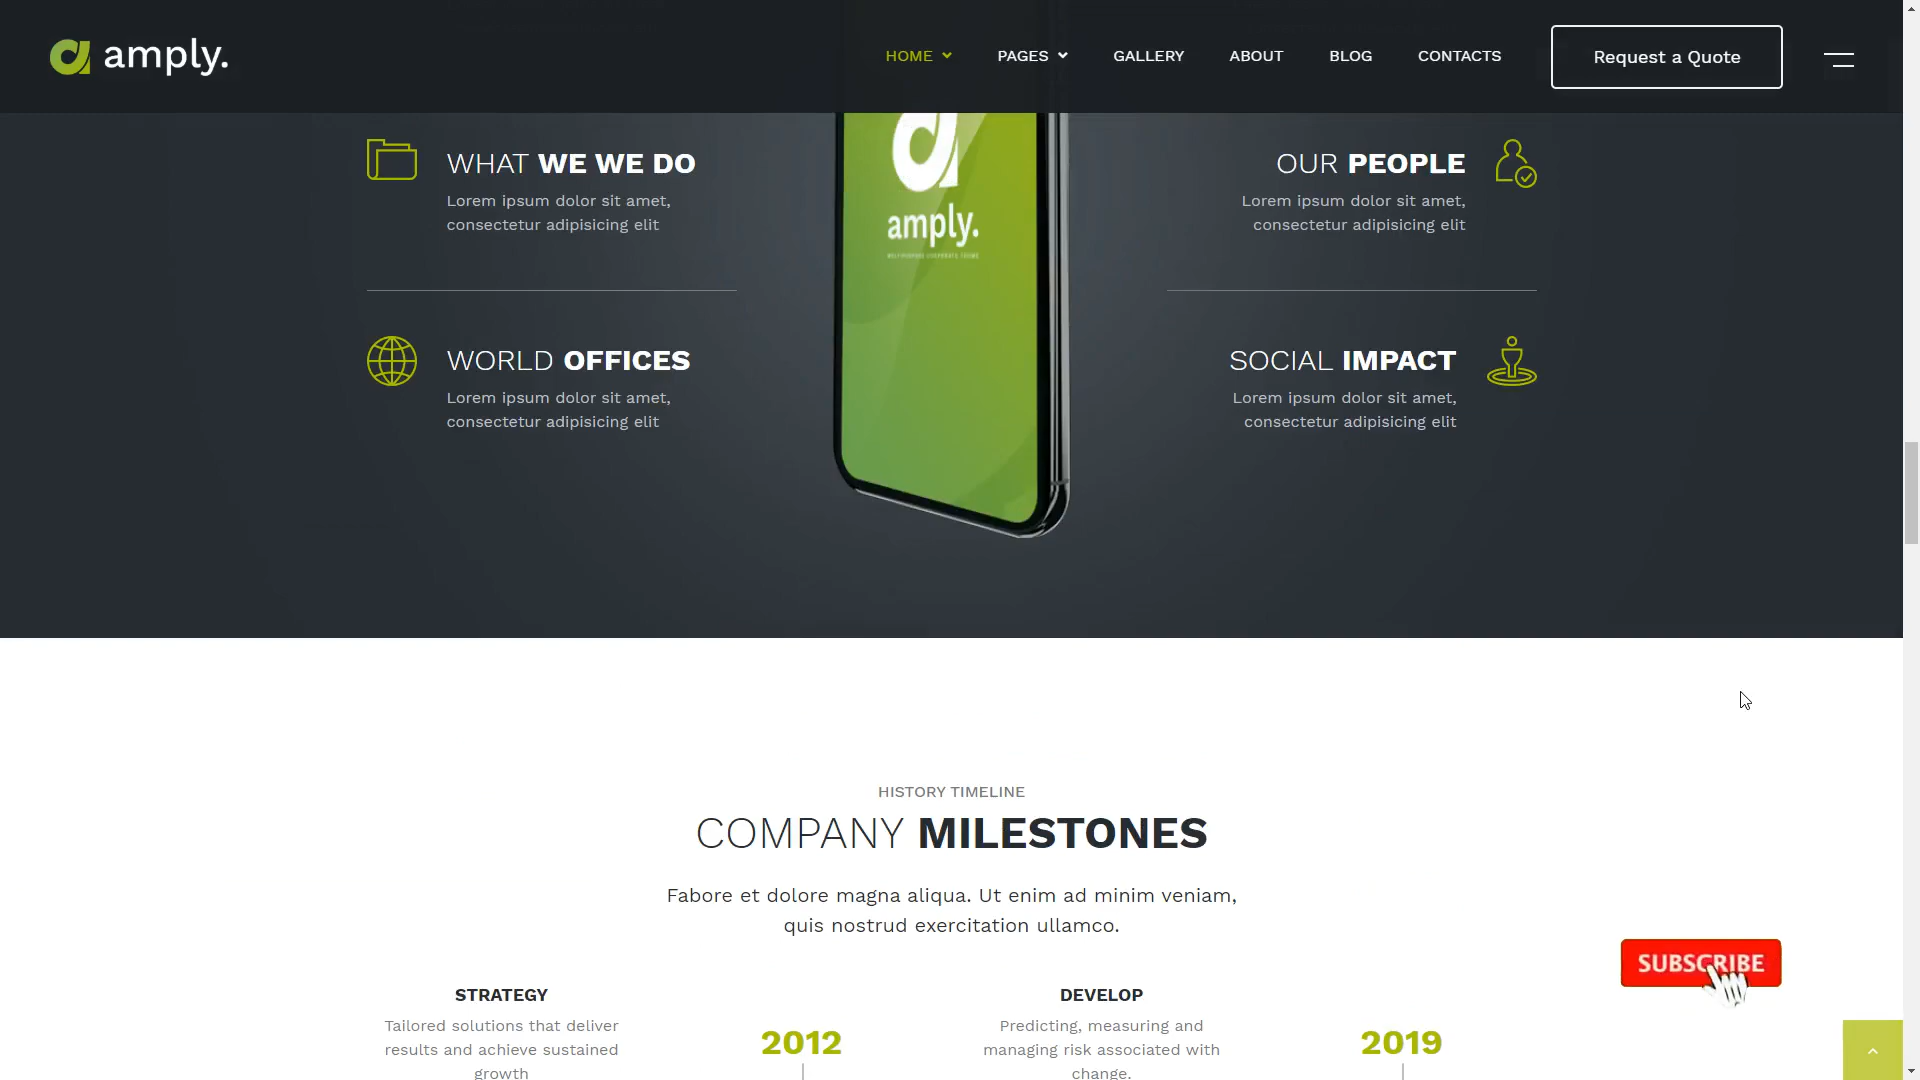 amply.
HOME
PAGES
GALLERY
ABOUT
BLOG
CONTACTS
Request a Quote
WHAT WE WE DO
Lorem ipsum dolor sit amet,
consectetur adipisicing elit
WORLD OFFICES
Lorem ipsum dolor sit amet,
consectetur adipisicing elit
amply.
OUR PEOPLE
Lorem ipsum dolor sit amet,
consectetur adipisicing elit
SOCIAL IMPACT
Lorem ipsum dolor sit amet,
consectetur adipisicing elit
HISTORY TIMELINE
COMPANY MILESTONES
Fabore et dolore magna aliqua. Ut enim ad minim veniam,
quis nostrud exercitation ullamco.
STRATEGY
Tailored solutions that deliver
results and achieve sustained
growth
2012
DEVELOP
Predicting, measuring and
managing risk associated with
change.
2019
SUBSCRIBE